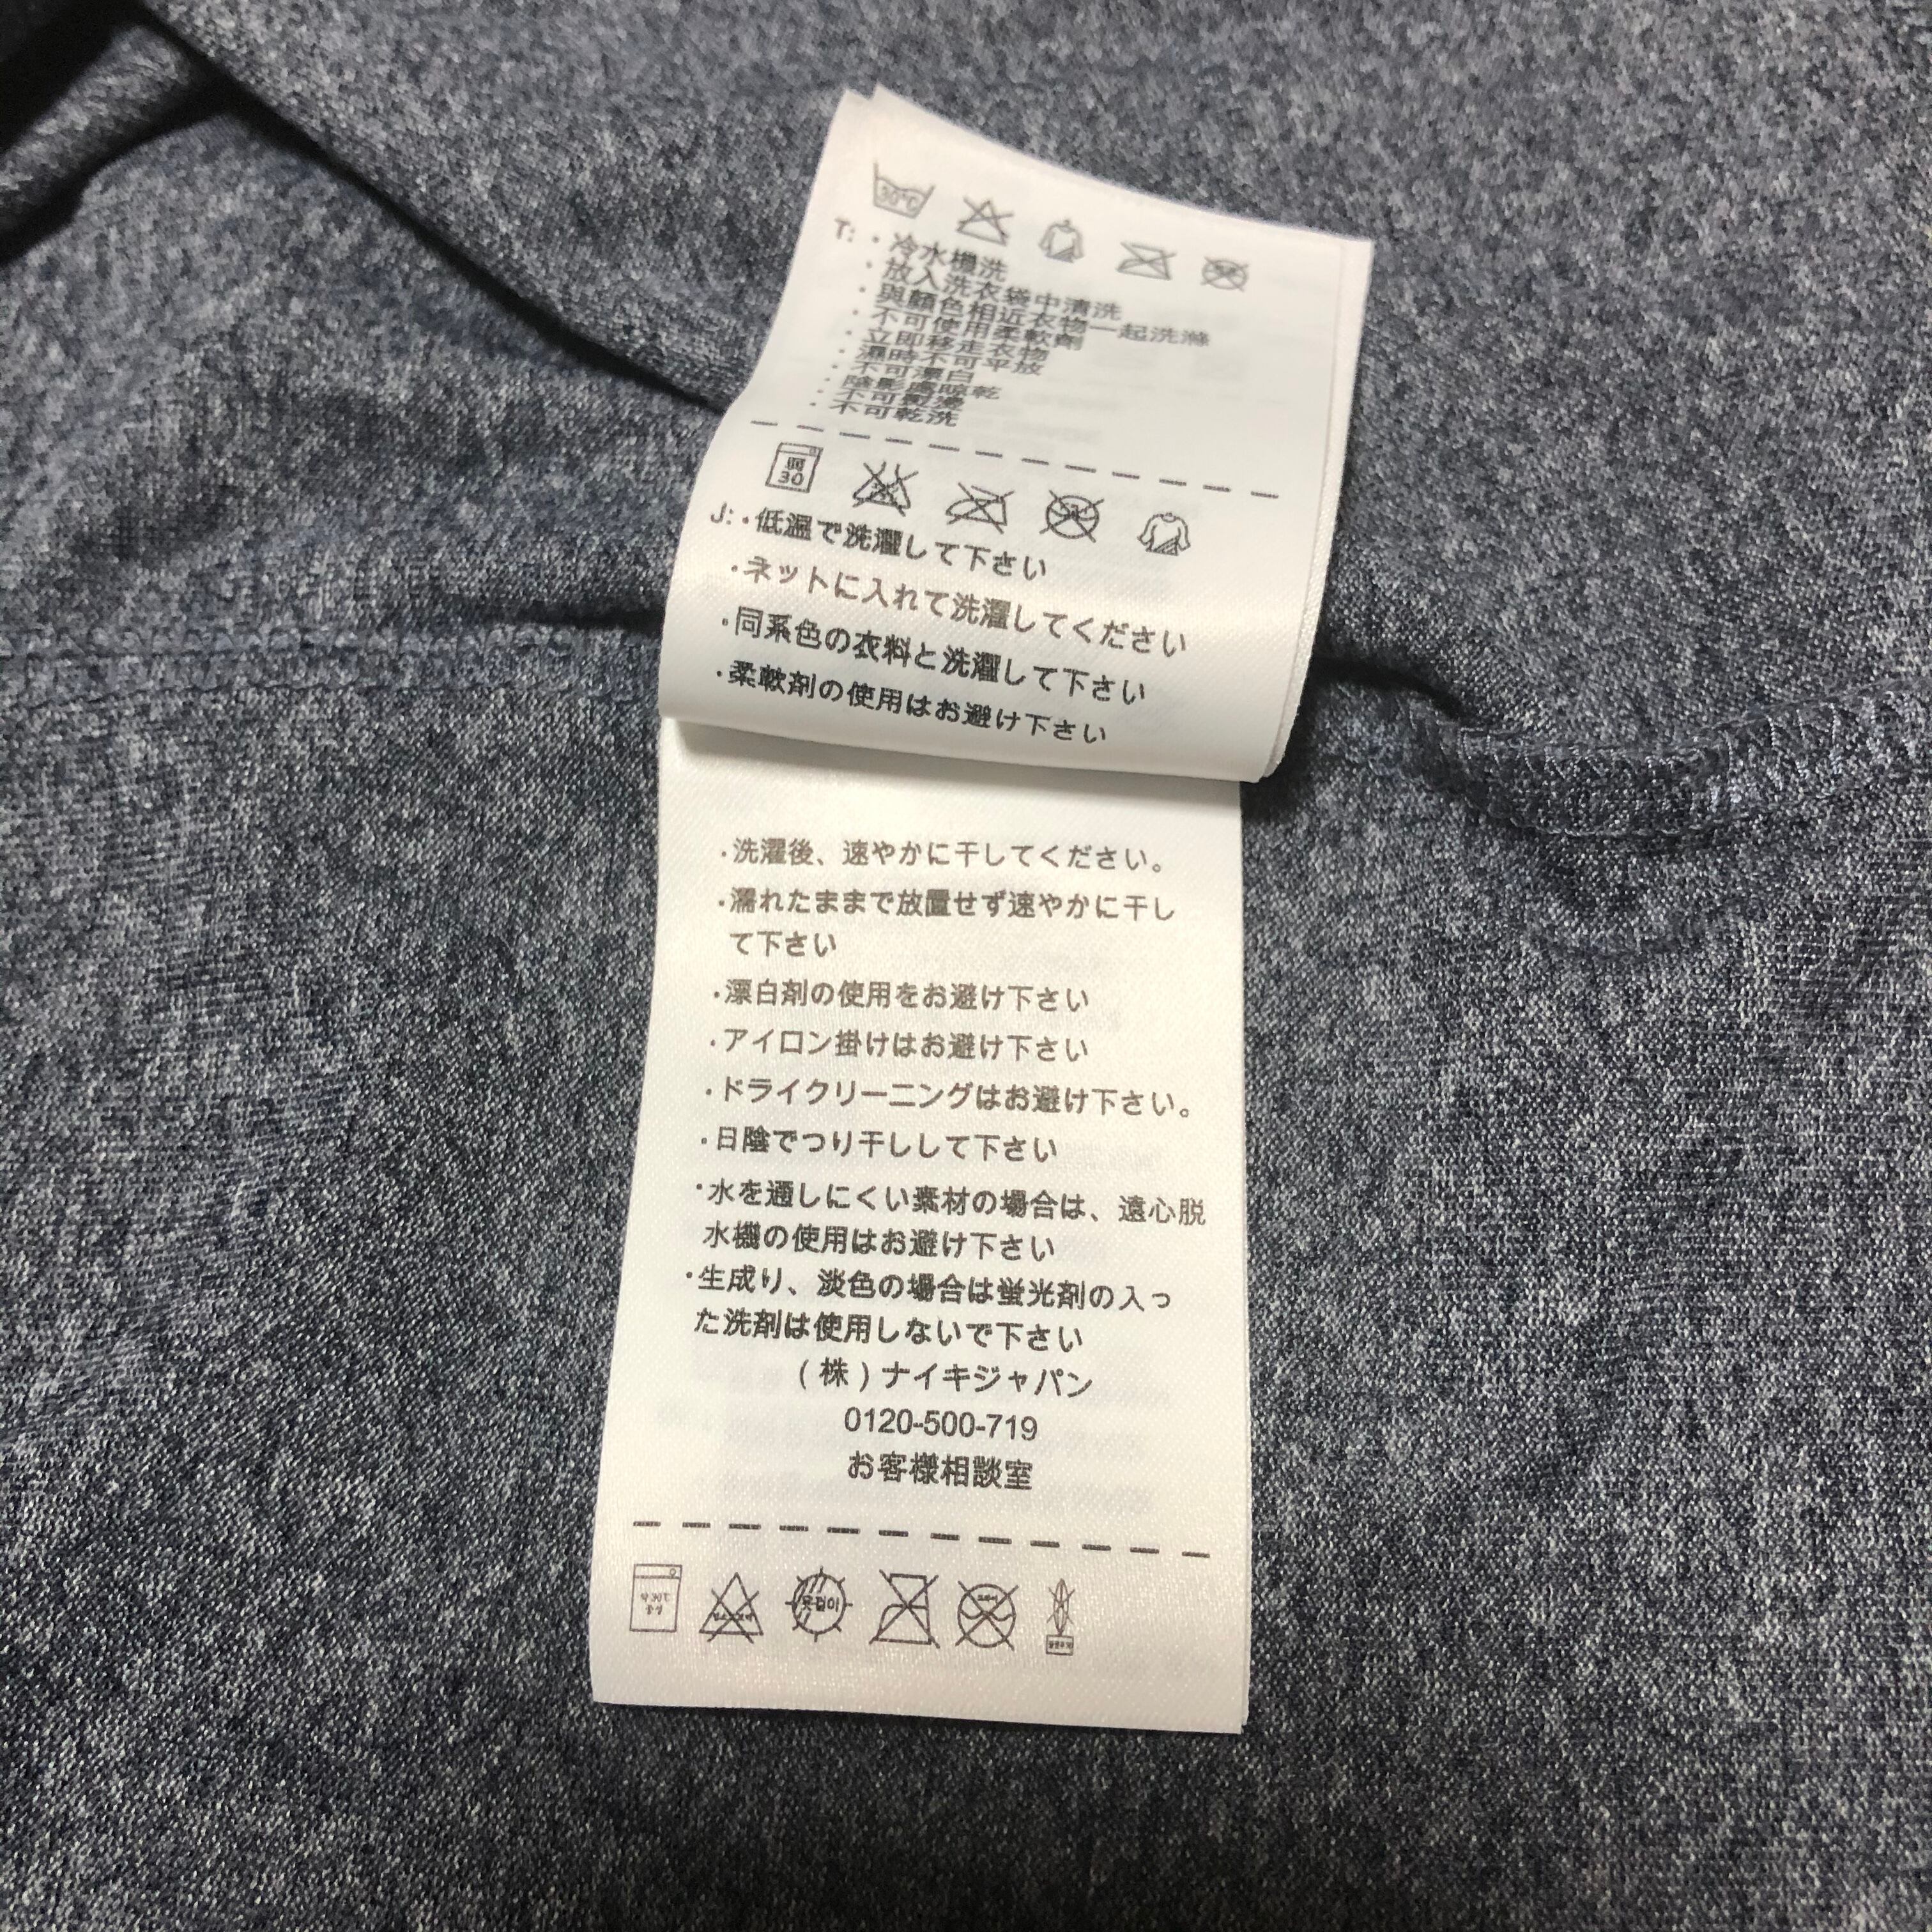 30°C
T: ·冷水機洗
·放入洗衣袋中清洗
·與顏色相近衣物一起洗滌
·不可使用柔軟劑
·立即移走衣物
·濕時不可平放
·不可漂白
·陰影處晾乾
·不可熨燙
·不可乾洗
弱
30
J: ·低温で洗濯して下さい
·ネットに入れて洗濯してください
·同系色の衣料と洗濯して下さい
·柔軟剤の使用はお避け下さい
·洗濯後、速やかに干してください。
·濡れたままで放置せず速やかに干し
て下さい
·漂白剤の使用をお避け下さい
·アイロン掛けはお避け下さい
·ドライクリーニングはお避け下さい。
·日陰でつり干しして下さい
·水を通しにくい素材の場合は、遠心脱
水機の使用はお避け下さい
·生成り、淡色の場合は蛍光剤の入っ
た洗剤は使用しないで下さい
(株)ナイキジャパン
0120-500-719
お客様相談室
옷걸이